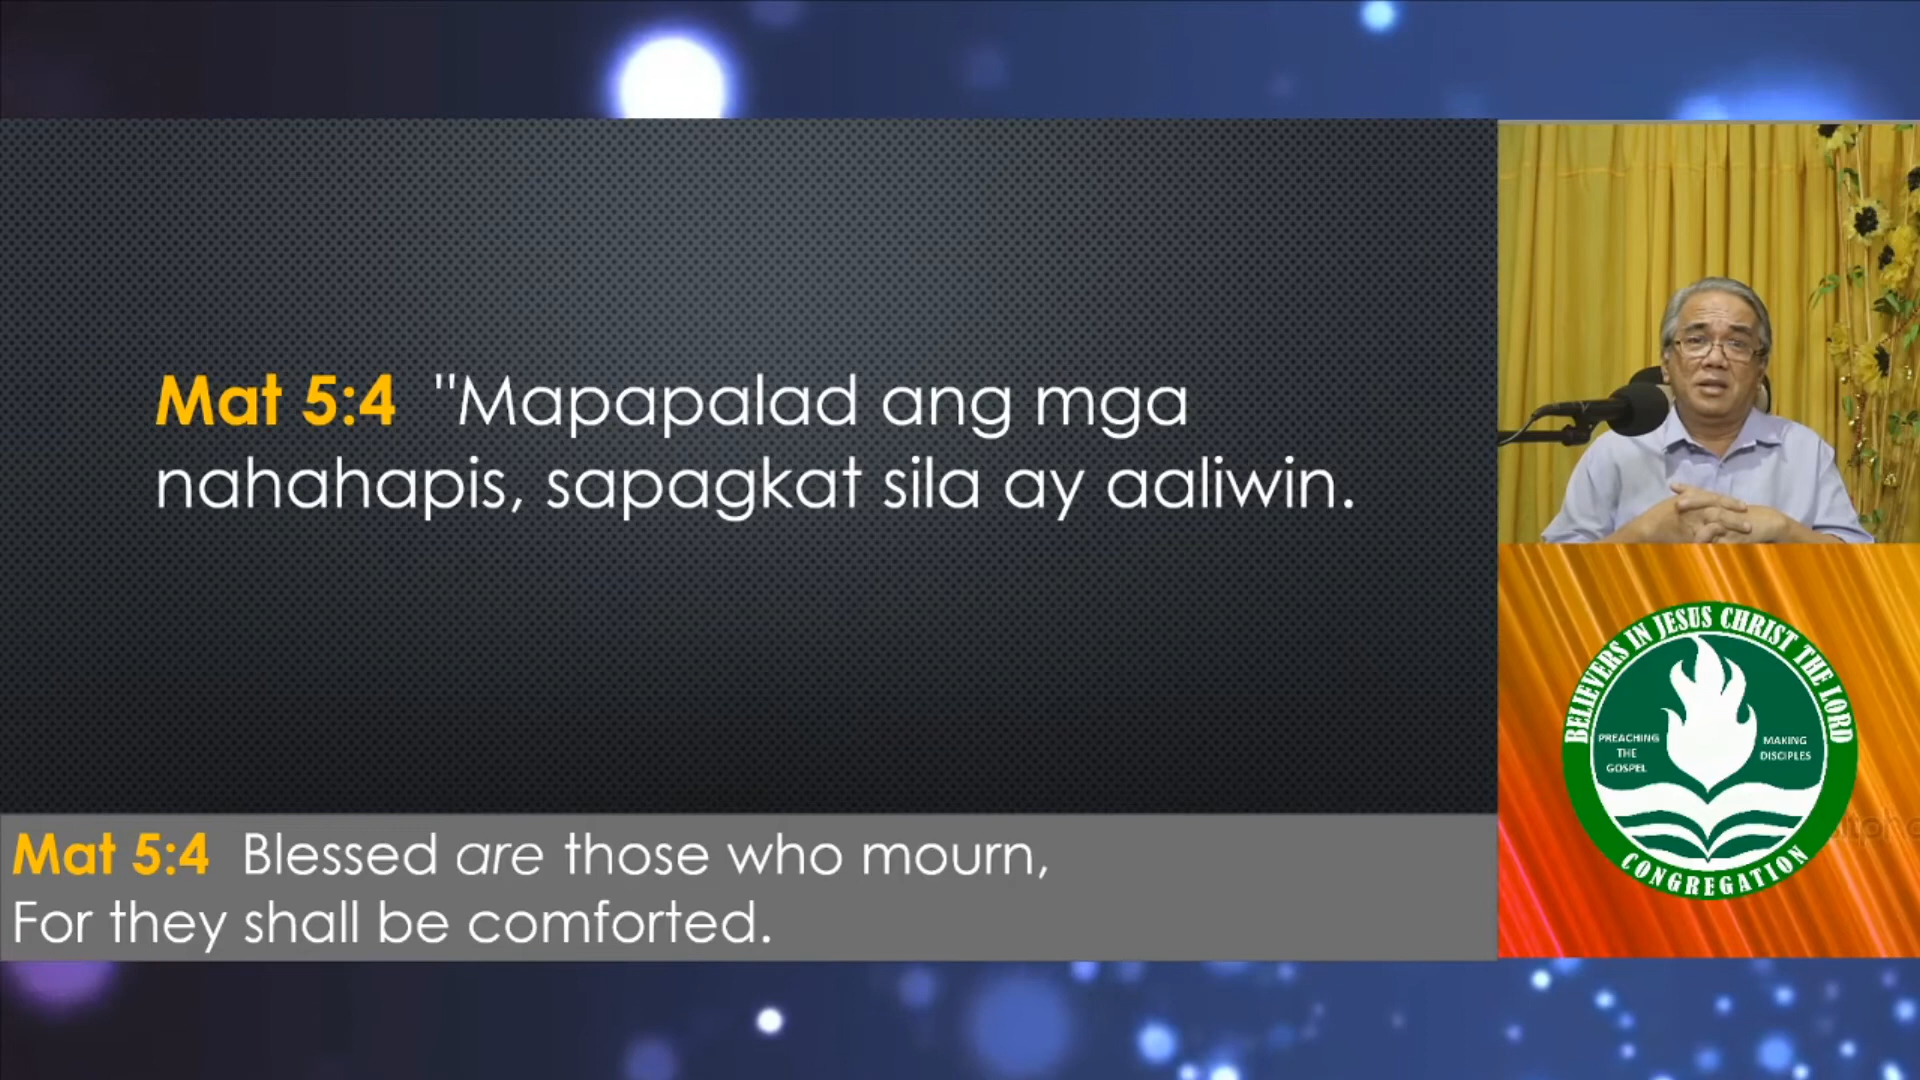 Mat 5:4 "Mapapalad ang mga
nahahapis, sapagkat sila ay aaliwin.
Mat 5:4 Blessed are those who mourn,
For they shall be comforted.
BELIEVERS IN JESUS CHRIST THE LORD
PREACHING
THE
GOSPEL
MAKING
DISCIPLES
CONGREGATION